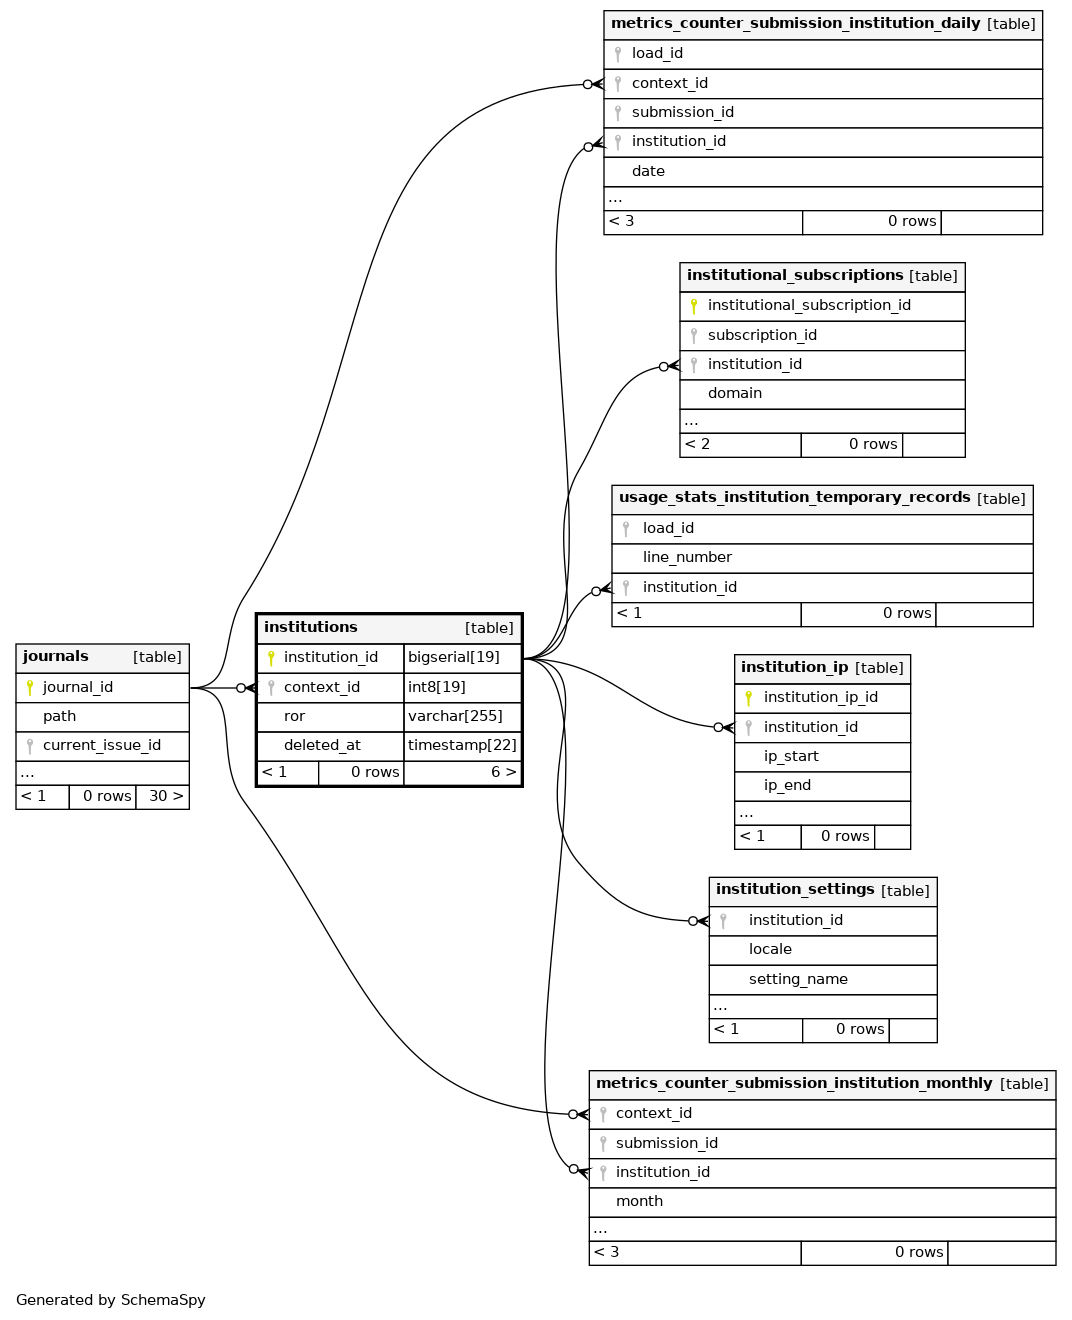 metrics_counter_submission_institution_daily [table]
load_id
context_id
submission_id
institution_id
date
...
< 3 0 rows
institutional_subscriptions [table]
institutional_subscription_id
subscription_id
institution_id
domain
...
< 2 0 rows
usage_stats_institution_temporary_records [table]
load_id
line_number
institution_id
< 1 0 rows
institutions [table]
institution_id bigserial[19]
context_id int8[19]
ror varchar[255]
deleted_at timestamp[22]
< 1 0 rows 6 >
journals [table]
journal_id
path
current_issue_id
...
< 1 0 rows 30 >
institution_ip [table]
institution_ip_id
institution_id
ip_start
ip_end
...
< 1 0 rows
institution_settings [table]
institution_id
locale
setting_name
...
< 1 0 rows
metrics_counter_submission_institution_monthly [table]
context_id
submission_id
institution_id
month
...
< 3 0 rows
Generated by SchemaSpy